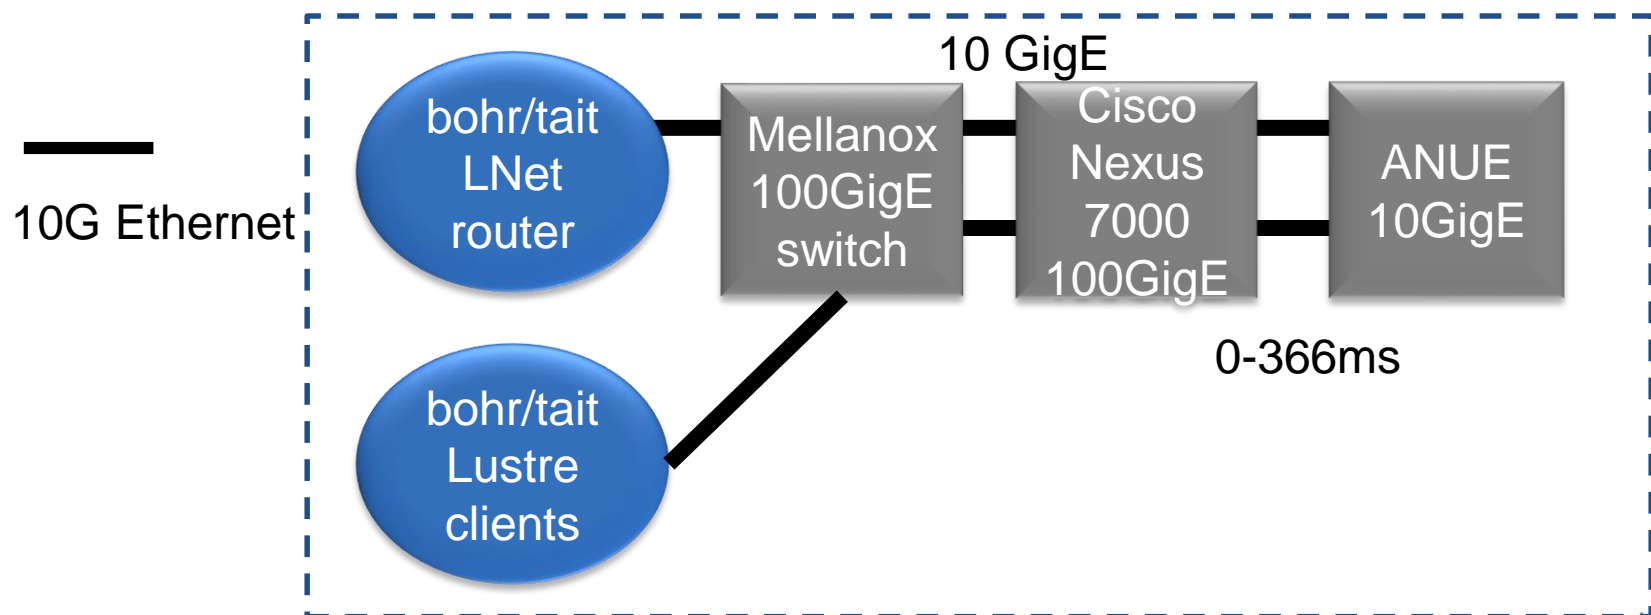 10G Ethernet
bohr/tait
LNet
router
10 GigE
Mellanox
100GigE
switch
Cisco
Nexus
7000
100GigE
ANUE
10GigE
0-366ms
bohr/tait
Lustre
clients